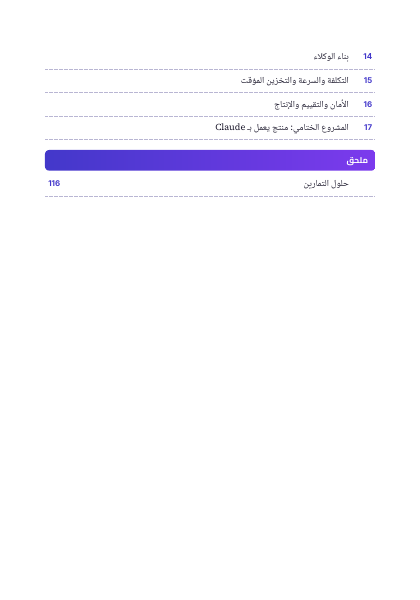 14 بناء الوكلاء
15 التكلفة والسرعة والتخزين المؤقت
16 الأمان والتقييم والإنتاج
17 المشروع الختامي: منتج يعمل بـ Claude
ملحق
حلول التمارين 116